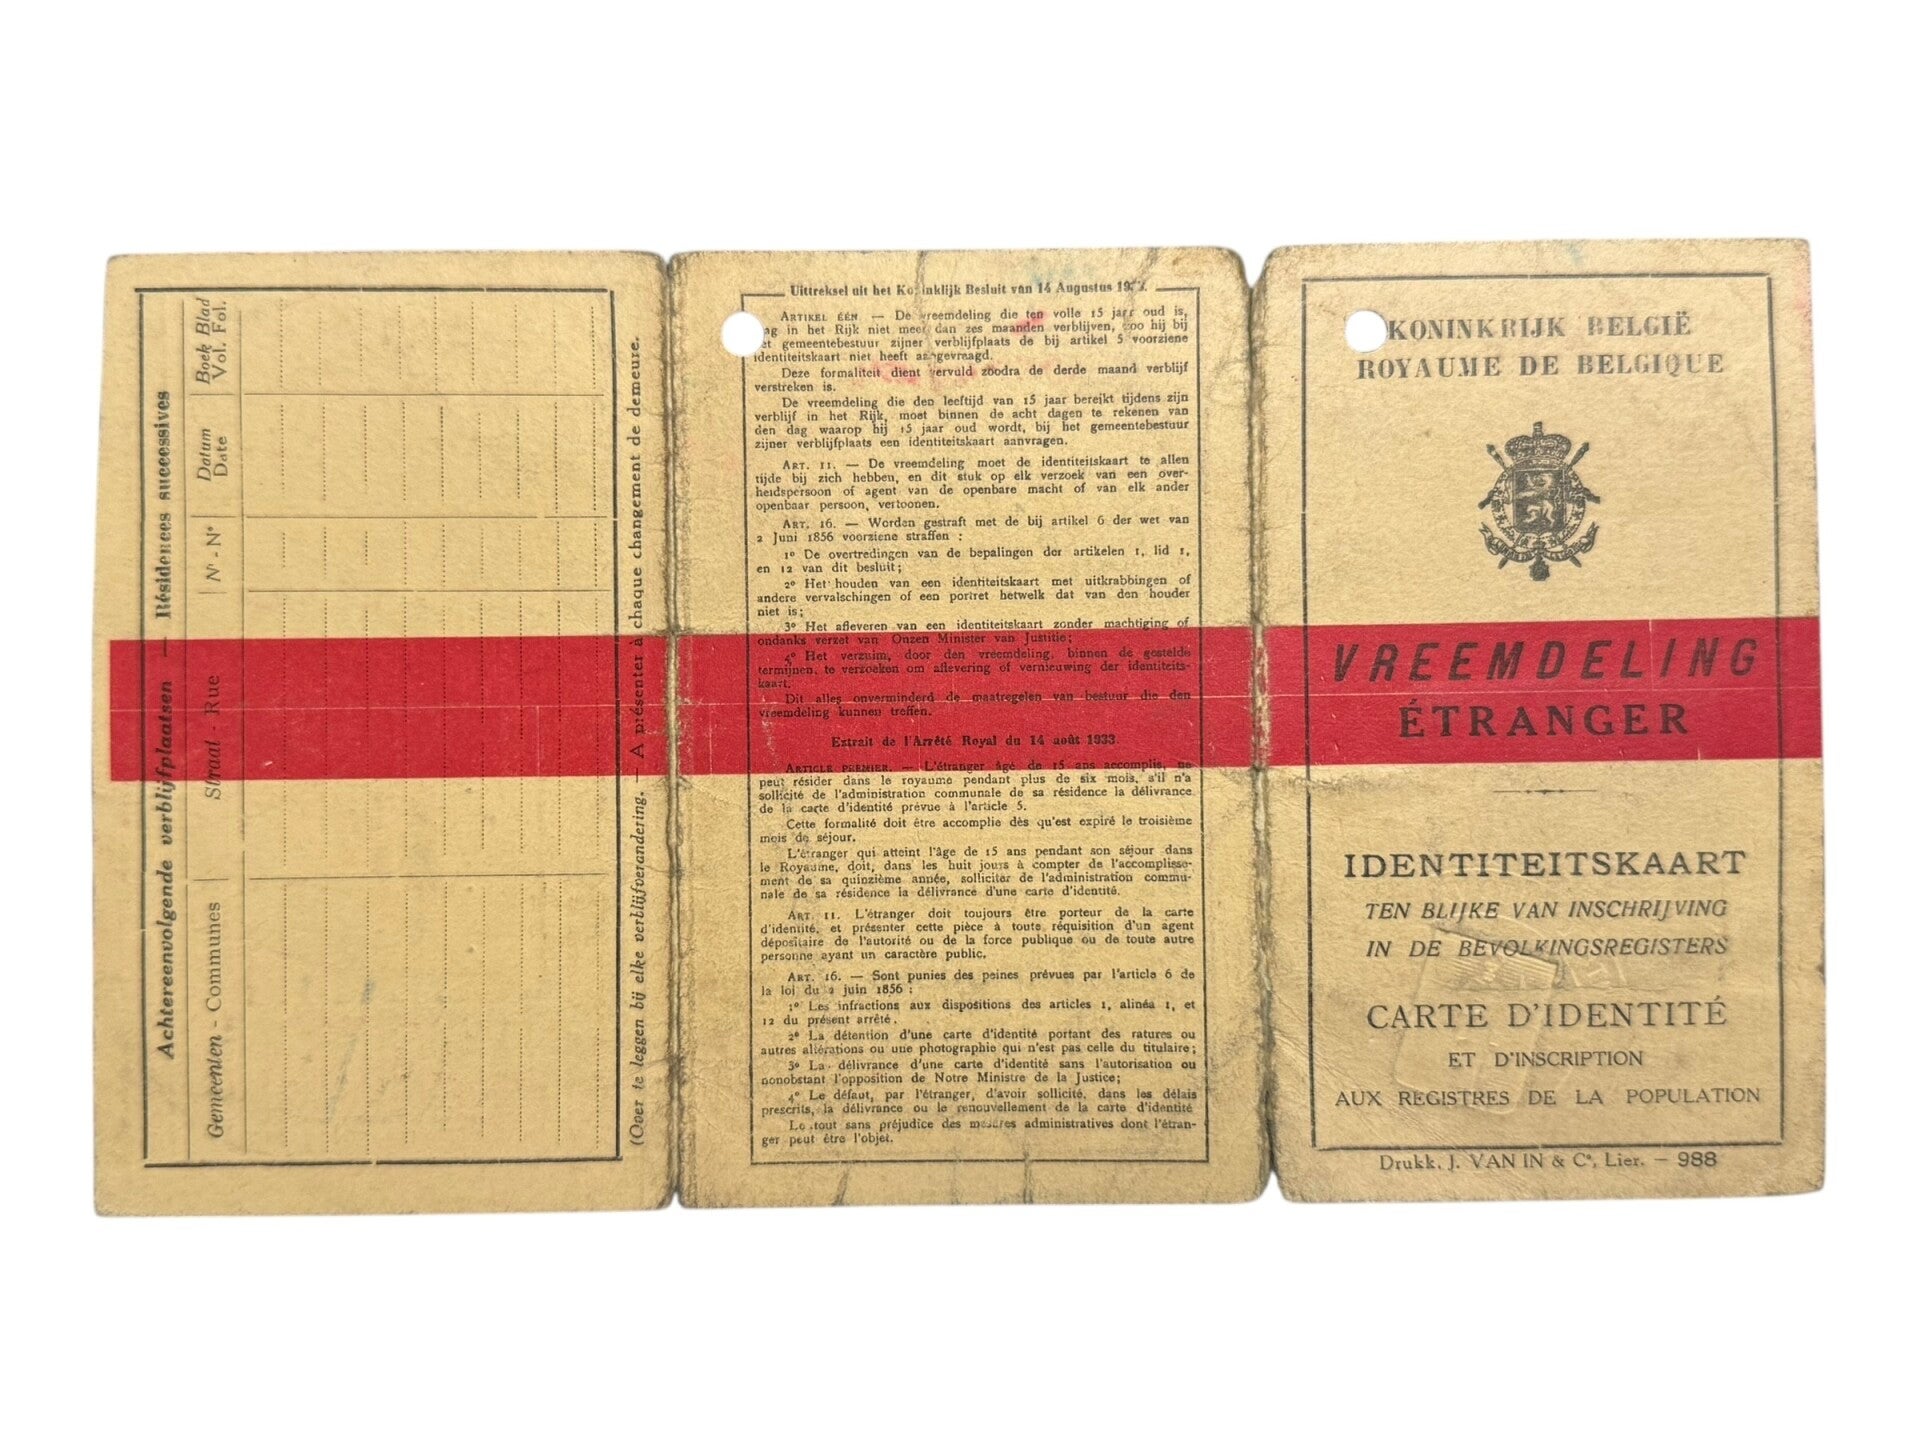 Achtereenvolgende verblijfplaatsen — Résidences successives
Gemeenten - Communes
Straat - Rue
Nr - N°
Datum
Date
Boek Blad
Vol. Fol.
(Over te leggen bij elke verblijfverandering. — A présenter à chaque changement de demeure.
Uittreksel uit het Koninklijk Besluit van 14 Augustus
ARTIKEL ÉÉN — De vreemdeling die ten volle 15 jaar oud is,
in het Rijk niet meer dan zes maanden verblijven, zoo hij bij
gemeentebestuur zijner verblijfplaats de bij artikel 5 voorziene
identiteitskaart niet heeft aangevraagd.
Deze formaliteit dient vervuld zoodra de derde maand verblijf
verstreken is.
De vreemdeling die den leeftijd van 15 jaar bereikt tijdens zijn
verblijf in het Rijk, moet binnen de acht dagen te rekenen van
den dag waarop hij 15 jaar oud wordt, bij het gemeentebestuur
zijner verblijfplaats een identiteitskaart aanvragen.
ART. 11. — De vreemdeling moet de identiteitskaart te allen
tijde bij zich hebben, en dit stuk op elk verzoek van een over-
heidspersoon of agent van de openbare macht of van elk ander
openbaar persoon, vertoonen.
ART. 16. — Worden gestraft met de bij artikel 6 der wet van
2 Juni 1856 voorziene straffen :
1° De overtredingen van de bepalingen der artikelen 1, lid 1,
en 12 van dit besluit;
2° Het houden van een identiteitskaart met uitkrabbingen of
andere vervalschingen of een portret hetwelk dat van den houder
niet is;
3° Het afleveren van een identiteitskaart zonder machtiging of
ondanks verzet van Onzen Minister van Justitie;
4° Het verzuim, door den vreemdeling, binnen de gestelde
termijnen, te verzoeken om aflevering of vernieuwing der identiteits-
kaart.
Dit alles onverminderd de maatregelen van bestuur die den
vreemdeling kunnen treffen.
Extrait de l'Arrêté Royal du 14 août 1933.
ARTICLE PREMIER. — L'étranger âgé de 15 ans accomplis, ne
peut résider dans le royaume pendant plus de six mois, s'il n'a
sollicité de l'administration communale de sa résidence la délivrance
de la carte d'identité prévue à l'article 5.
Cette formalité doit être accomplie dès qu'est expiré le troisième
mois de séjour.
L'étranger qui atteint l'âge de 15 ans pendant son séjour dans
le Royaume, doit, dans les huit jours à compter de l'accomplisse-
ment de sa quinzième année, solliciter de l'administration commu-
nale de sa résidence la délivrance d'une carte d'identité.
ART. 11. L'étranger doit toujours être porteur de la carte
d'identité, et présenter cette pièce à toute réquisition d'un agent
dépositaire de l'autorité ou de la force publique ou de toute autre
personne ayant un caractère public.
ART. 16. — Sont punies des peines prévues par l'article 6 de
la loi du 2 juin 1856 :
1° Les infractions aux dispositions des articles 1, alinéa 1, et
12 du présent arrêté.
2° La détention d'une carte d'identité portant des ratures ou
autres altérations ou une photographie qui n'est pas celle du titulaire;
3° La délivrance d'une carte d'identité sans l'autorisation ou
nonobstant l'opposition de Notre Ministre de la Justice;
4° Le défaut, par l'étranger, d'avoir sollicité, dans les délais
prescrits, la délivrance ou le renouvellement de la carte d'identité
Le tout sans préjudice des mesures administratives dont l'étran-
ger peut être l'objet.
KONINKRIJK BELGIË
ROYAUME DE BELGIQUE
VREEMDELING
ÉTRANGER
IDENTITEITSKAART
TEN BLIJKE VAN INSCHRIJVING
IN DE BEVOLKINGSREGISTERS
CARTE D'IDENTITÉ
ET D'INSCRIPTION
AUX REGISTRES DE LA POPULATION
Drukk. J. VAN IN & C°, Lier. — 988